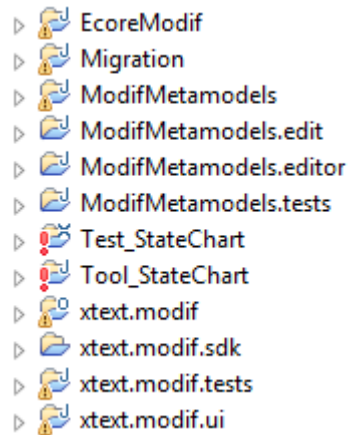 EcoreModif
Migration
ModifMetamodels
ModifMetamodels.edit
ModifMetamodels.editor
ModifMetamodels.tests
Test_StateChart
Tool_StateChart
xtext.modif
xtext.modif.sdk
xtext.modif.tests
xtext.modif.ui